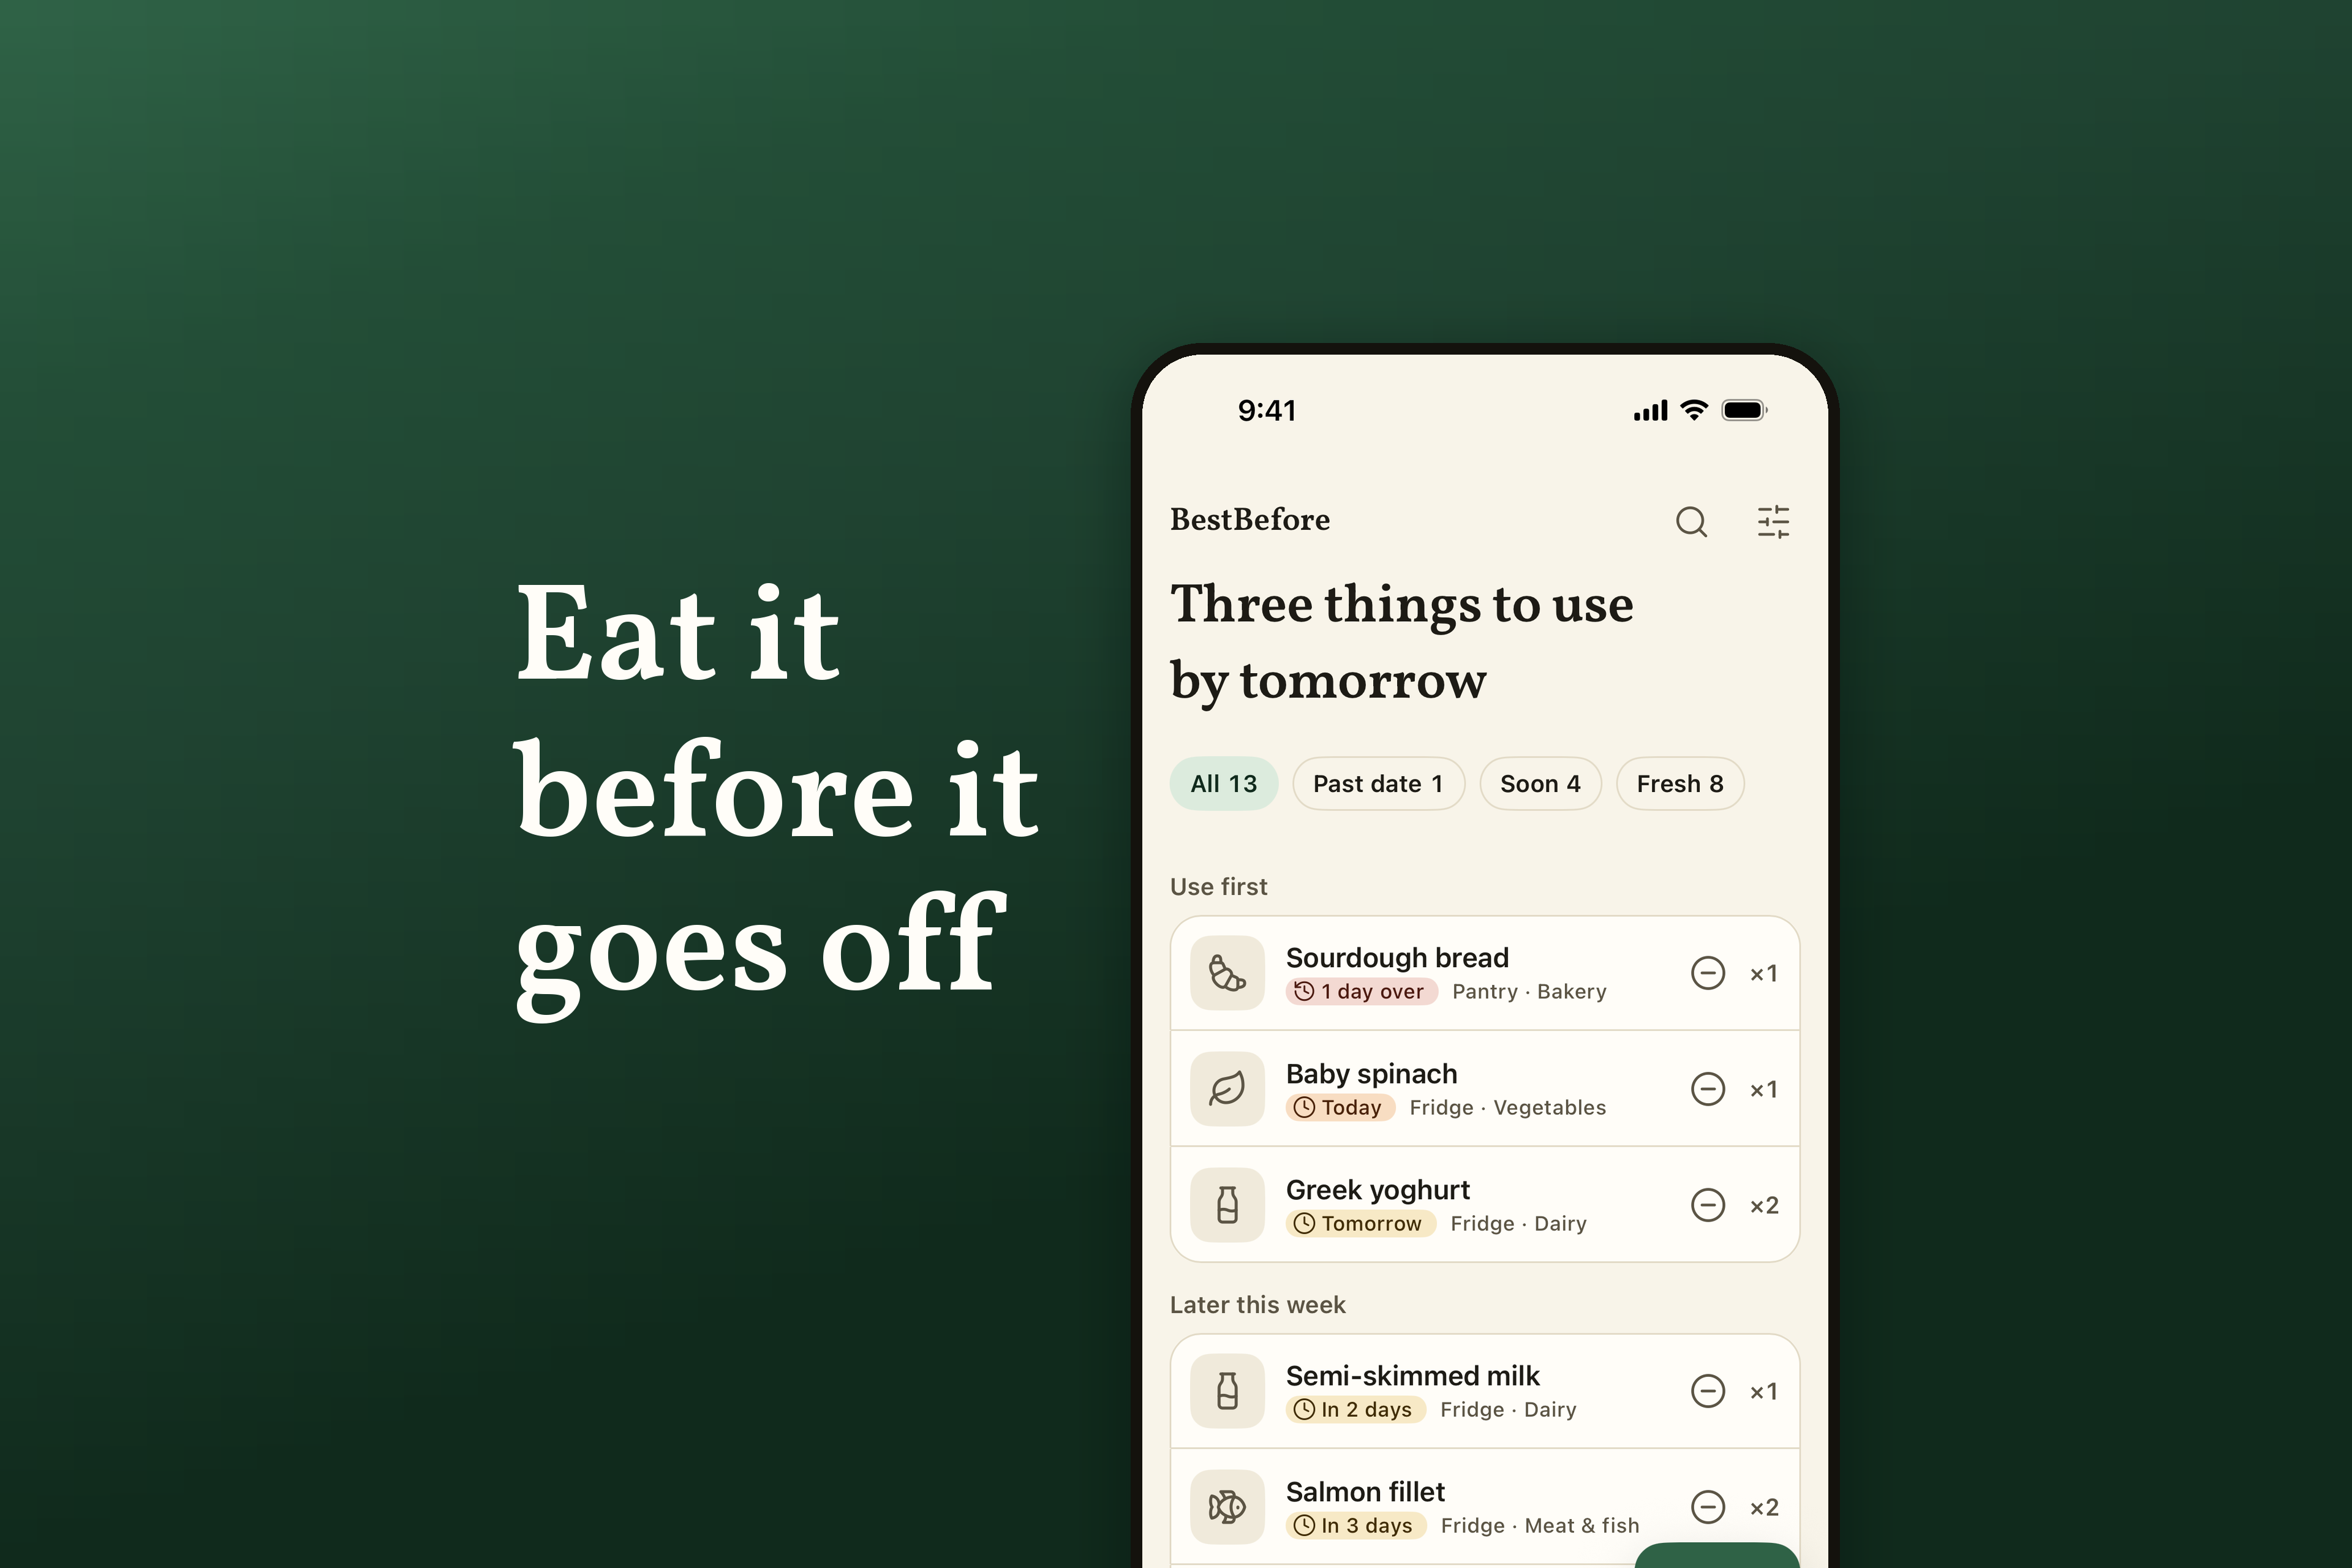 Eat it
before it
goes off
9:41
BestBefore
Three things to use
by tomorrow
All 13 Past date 1 Soon 4 Fresh 8
Use first
Sourdough bread
1 day over Pantry · Bakery
×1
Baby spinach
Today Fridge · Vegetables
×1
Greek yoghurt
Tomorrow Fridge · Dairy
×2
Later this week
Semi-skimmed milk
In 2 days Fridge · Dairy
×1
Salmon fillet
In 3 days Fridge · Meat & fish
×2